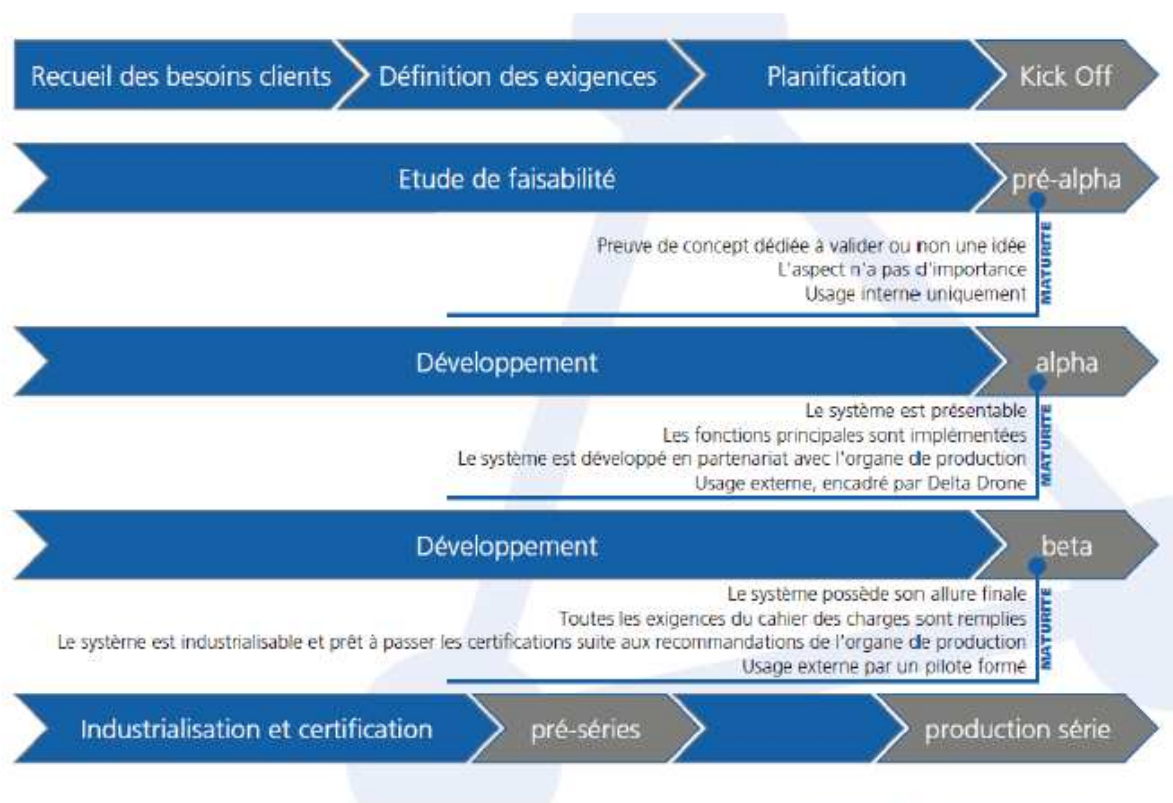 Recueil des besoins clients
Définition des exigences
Planification
Kick Off
Etude de faisabilité
pré-alpha
Preuve de concept dédiée à valider ou non une idée
L'aspect n'a pas d'importance
Usage interne uniquement
MATURITE
Développement
alpha
Le système est présentable
Les fonctions principales sont implémentées
Le système est développé en partenariat avec l'organe de production
Usage externe, encadré par Delta Drone
MATURITE
Développement
beta
Le système possède son allure finale
Toutes les exigences du cahier des charges sont remplies
Le système est industrialisable et prêt à passer les certifications suite aux recommandations de l'organe de production
Usage externe par un pilote formé
MATURITE
Industrialisation et certification
pré-séries
production série